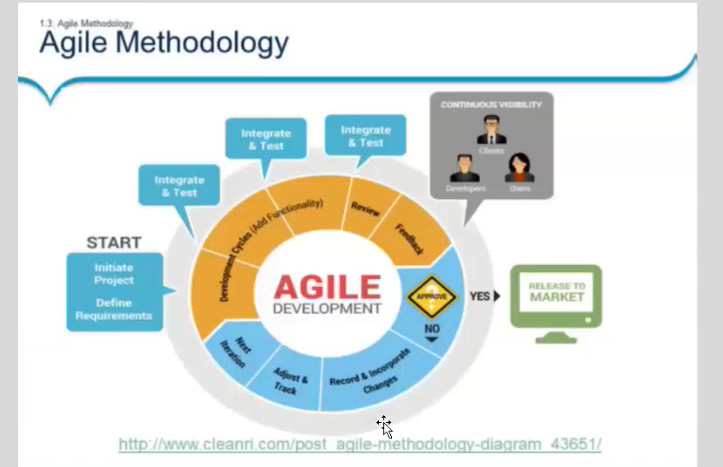 1.3: Agile Methodology
Agile Methodology
CONTINUOUS VISIBILITY
Clients
Developers
Users
Integrate
& Test
Integrate
& Test
Integrate
& Test
START
Initiate
Project
Define
Requirements
Development Cycles (Add Functionality)
Review
Feedback
AGILE
DEVELOPMENT
APPROVE
?
YES
NO
RELEASE TO
MARKET
Record & Incorporate
Changes
Adjust &
Track
Next
Iteration
http://www.cleanri.com/post_agile-methodology-diagram_43651/